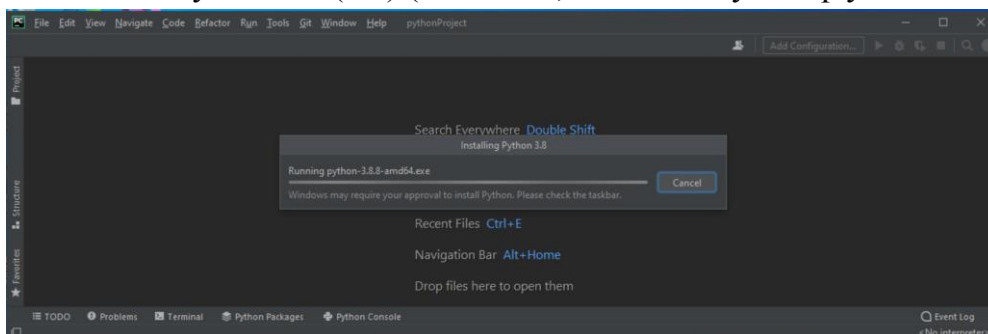 File Edit View Navigate Code Refactor Run Tools Git Window Help pythonProject
Add Configuration...
Project
Search Everywhere Double Shift
Installing Python 3.8
Running python-3.8.8-amd64.exe
Cancel
Windows may require your approval to install Python. Please check the taskbar.
Structure
Recent Files Ctrl+E
Navigation Bar Alt+Home
Favorites
Drop files here to open them
TODO Problems Terminal Python Packages Python Console Event Log
<No interpreter>